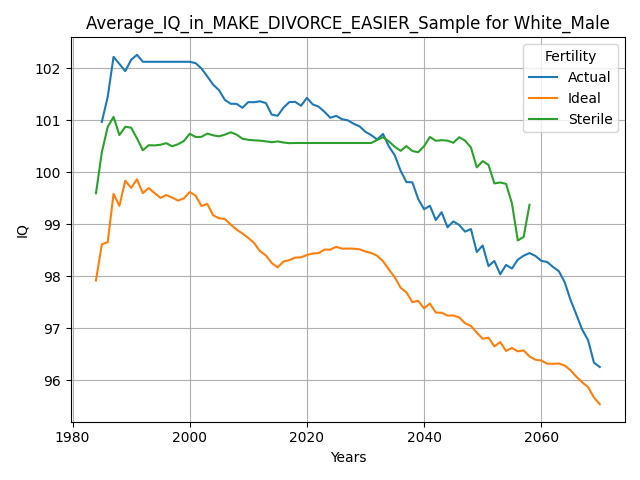 Average_IQ_in_MAKE_DIVORCE_EASIER_Sample for White_Male
Fertility
Actual
Ideal
Sterile
IQ
102
101
100
99
98
97
96
1980
2000
2020
2040
2060
Years